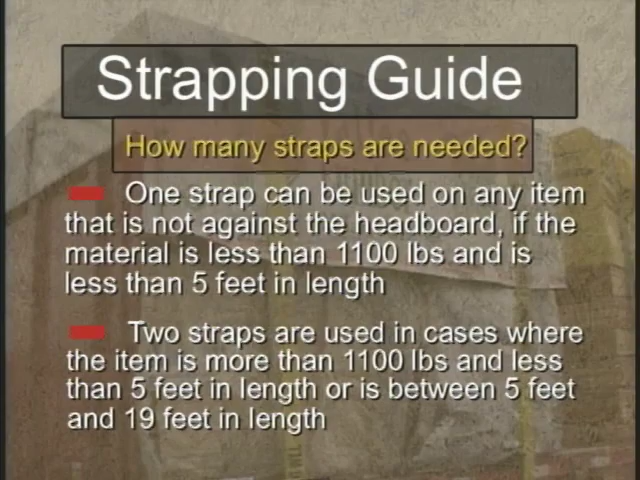 Strapping Guide
How many straps are needed?
One strap can be used on any item
that is not against the headboard, if the
material is less than 1100 lbs and is
less than 5 feet in length
Two straps are used in cases where
the item is more than 1100 lbs and less
than 5 feet in length or is between 5 feet
and 19 feet in length